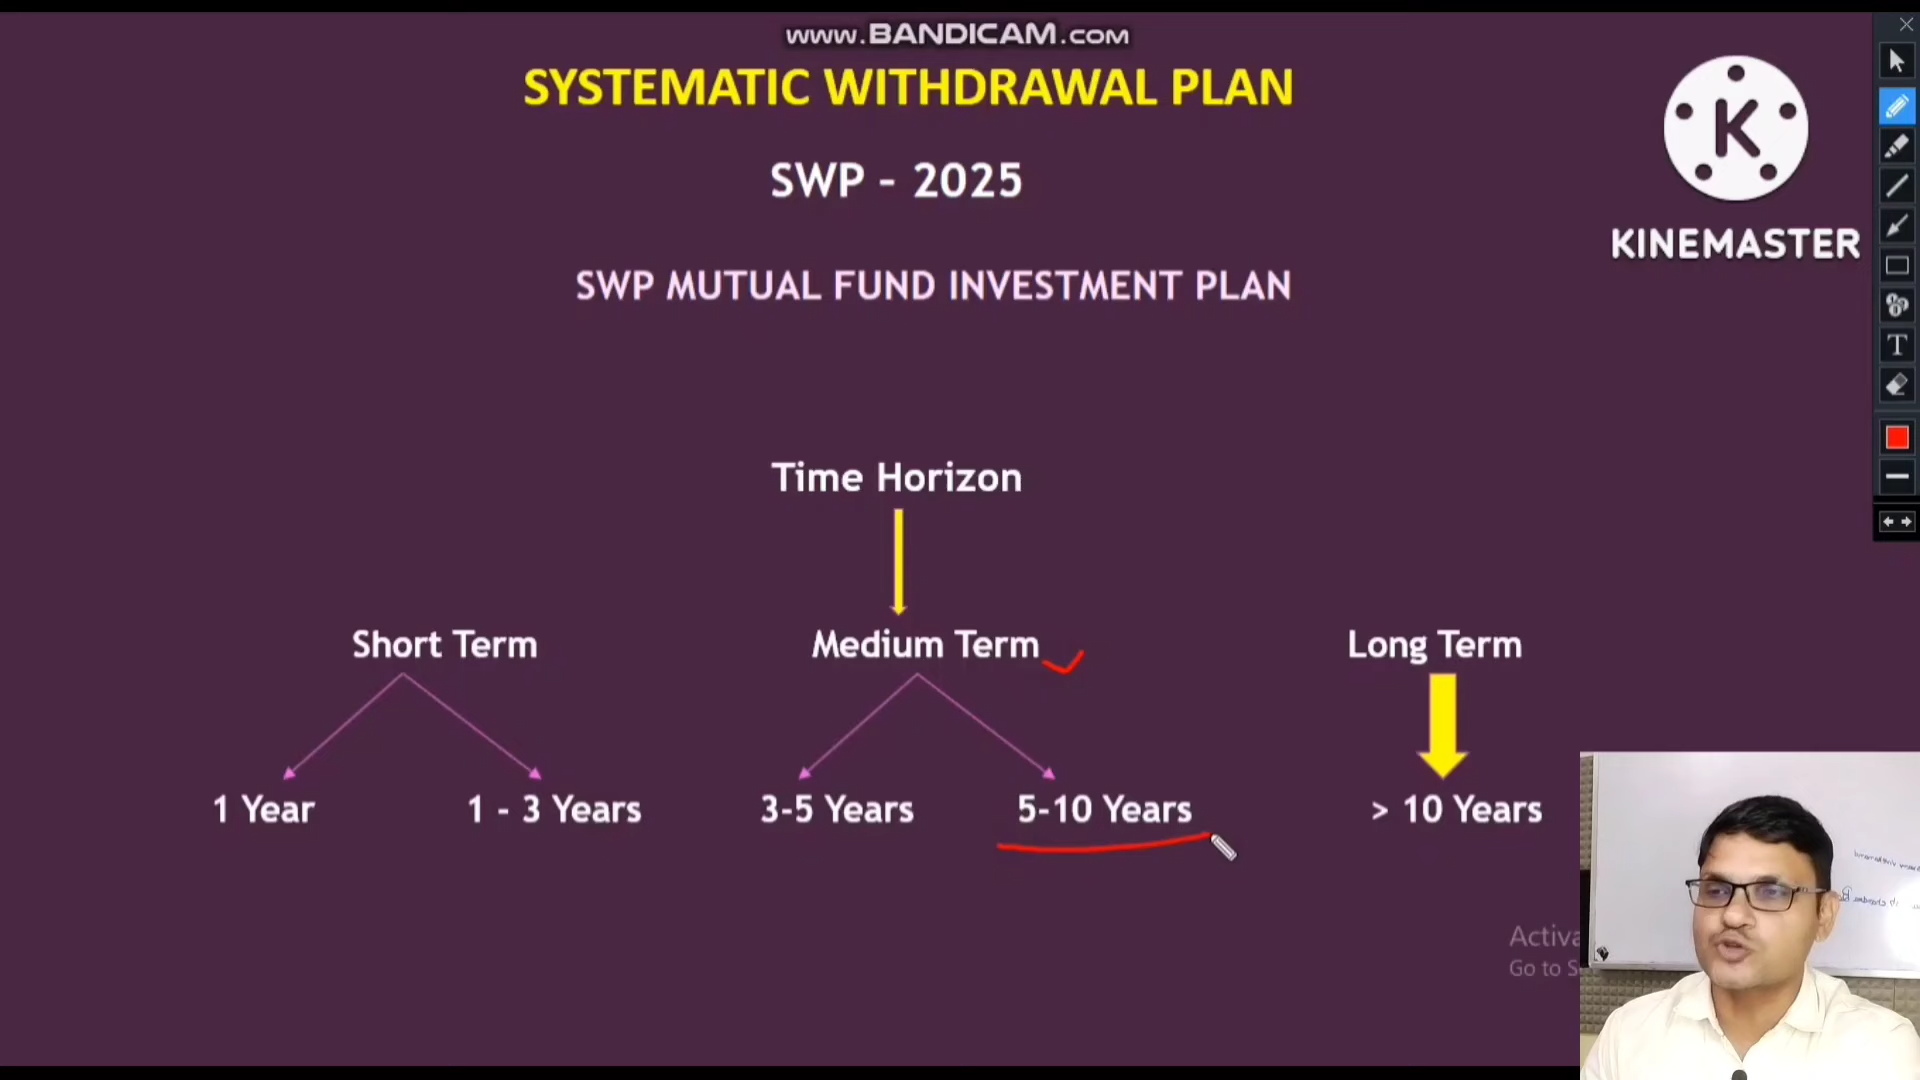 www.BANDICAM.com
SYSTEMATIC WITHDRAWAL PLAN
SWP - 2025
K
KINEMASTER
SWP MUTUAL FUND INVESTMENT PLAN
T
Time Horizon
Short Term
Medium Term
Long Term
1 Year
1 - 3 Years
3-5 Years
5-10 Years
> 10 Years
Activa
Go to S